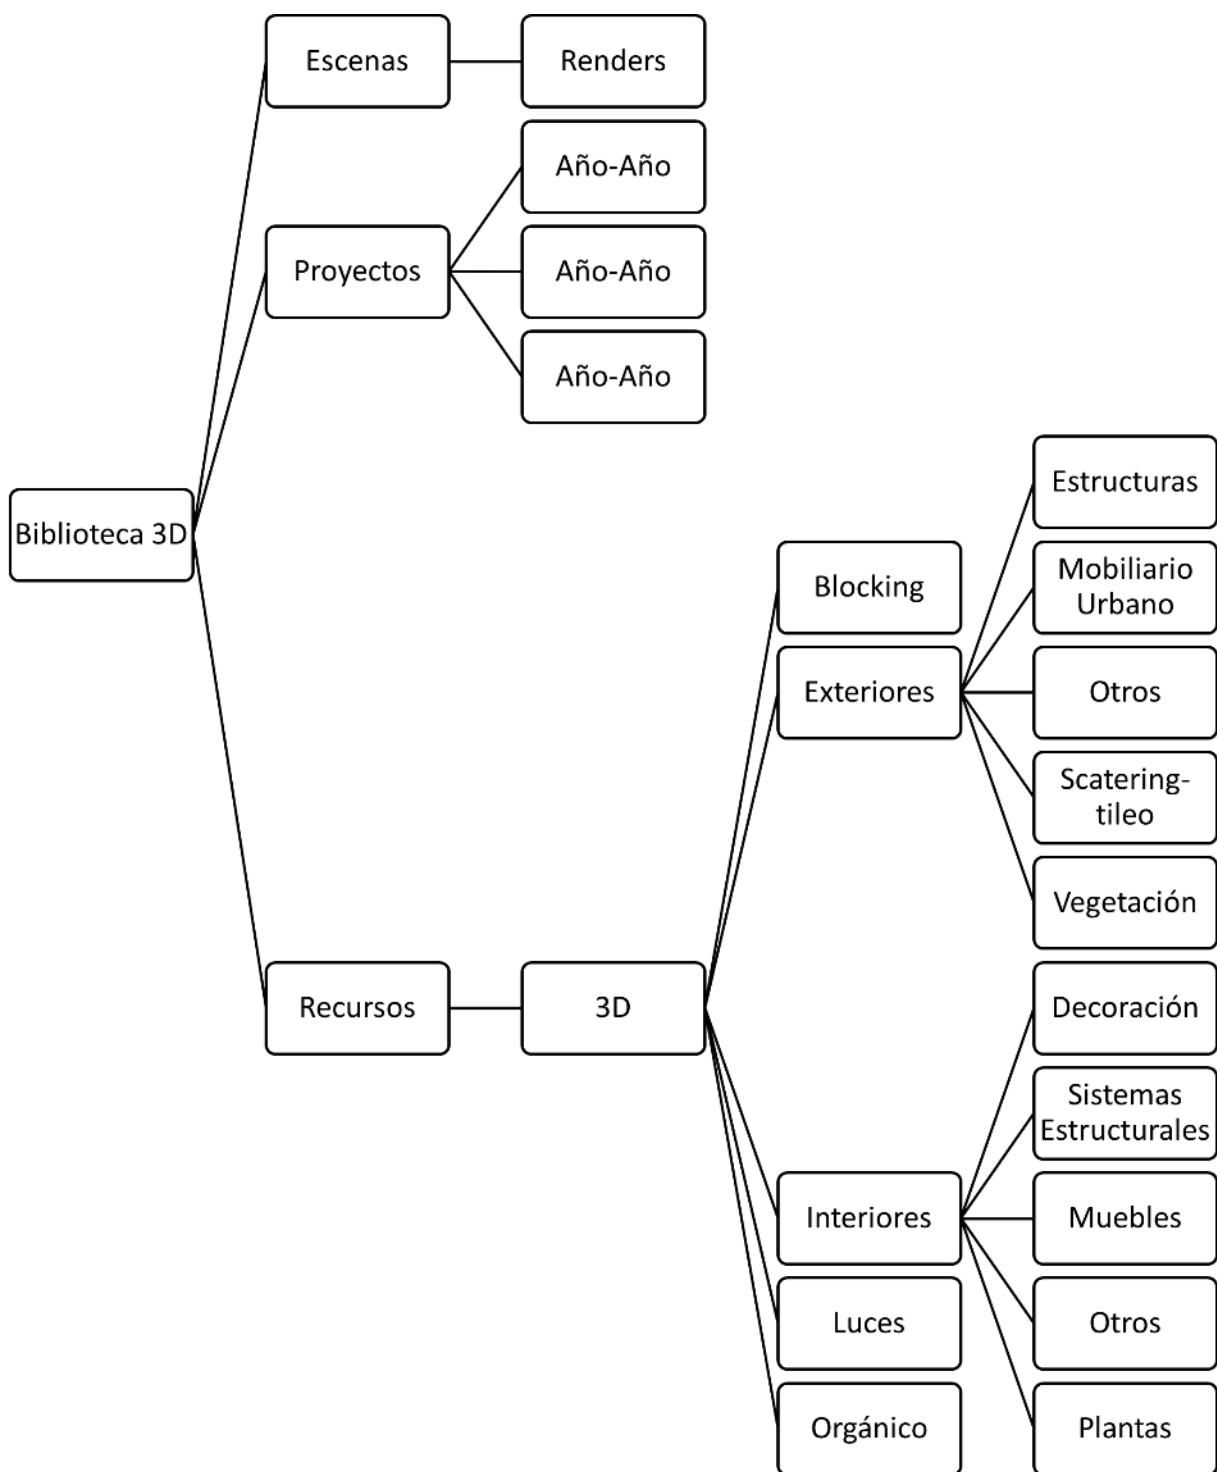 Escenas
Renders
Año-Año
Proyectos
Año-Año
Año-Año
Biblioteca 3D
Estructuras
Blocking
Mobiliario
Urbano
Exteriores
Otros
Scatering-
tileo
Vegetación
Recursos
3D
Decoración
Sistemas
Estructurales
Interiores
Muebles
Luces
Otros
Orgánico
Plantas